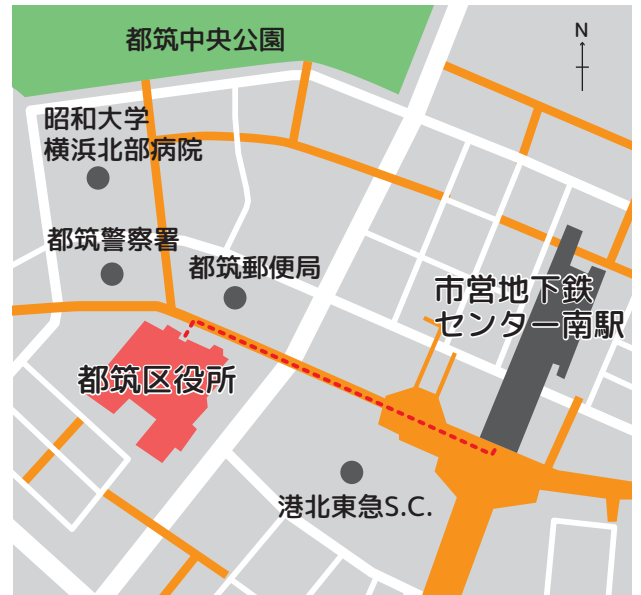 都筑中央公園
N
昭和大学
横浜北部病院
都筑警察署
都筑郵便局
市営地下鉄
センター南駅
都筑区役所
港北東急S.C.